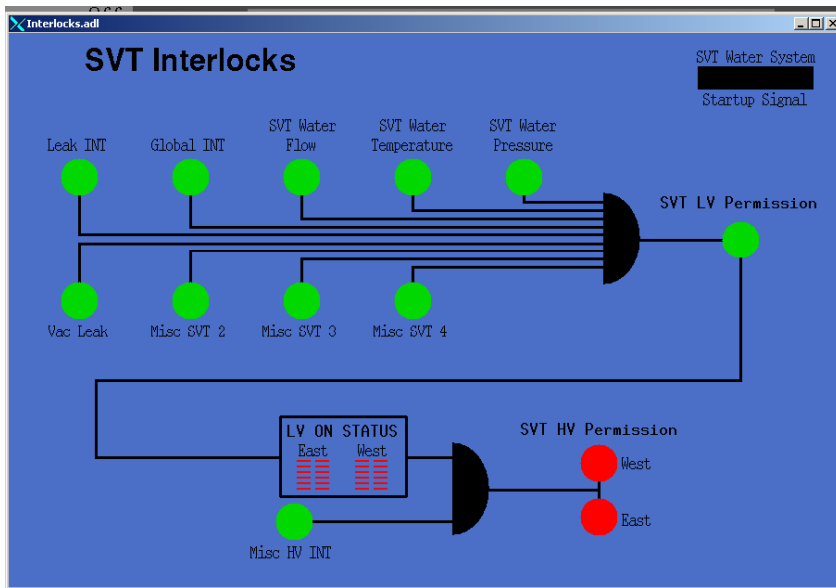 Interlocks.adl
SVT Interlocks
SVT Water System
Startup Signal
Leak INT
Global INT
SVT Water
Flow
SVT Water
Temperature
SVT Water
Pressure
SVT LV Permission
Vac Leak
Misc SVT 2
Misc SVT 3
Misc SVT 4
LV ON STATUS
East West
SVT HV Permission
West
East
Misc HV INT